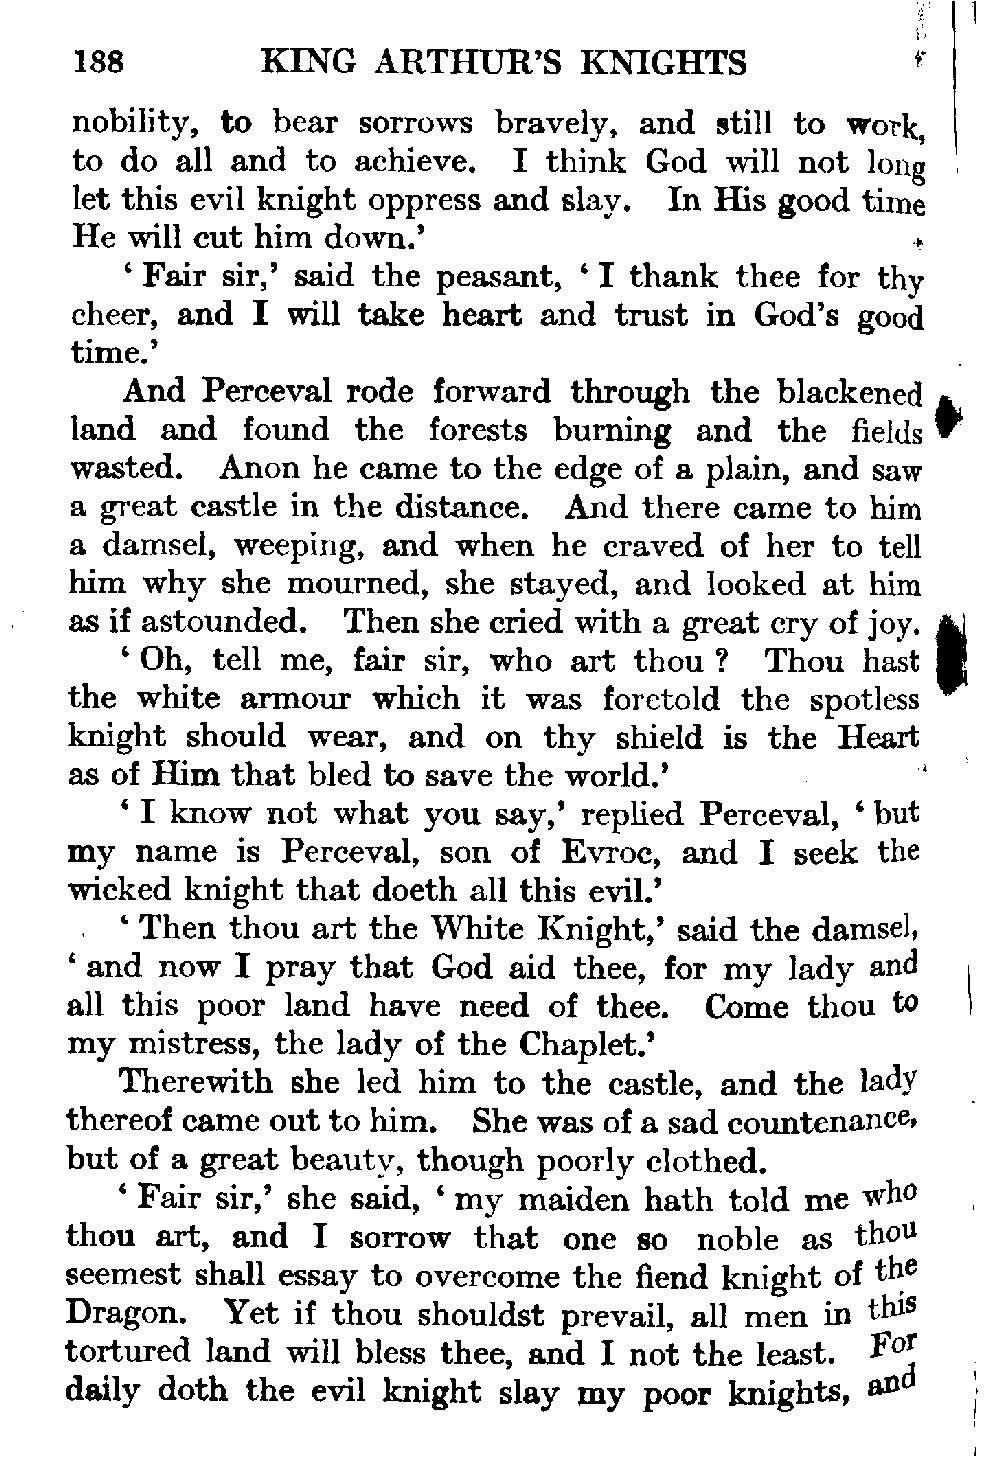 188 KING ARTHUR'S KNIGHTS
nobility, to bear sorrows bravely, and still to work,
to do all and to achieve. I think God will not long
let this evil knight oppress and slay. In His good time
He will cut him down.'
‘ Fair sir,’ said the peasant, ‘ I thank thee for thy
cheer, and I will take heart and trust in God's good
time.’
And Perceval rode forward through the blackened
land and found the forests burning and the fields
wasted. Anon he came to the edge of a plain, and saw
a great castle in the distance. And there came to him
a damsel, weeping, and when he craved of her to tell
him why she mourned, she stayed, and looked at him
as if astounded. Then she cried with a great cry of joy.
‘ Oh, tell me, fair sir, who art thou ? Thou hast
the white armour which it was foretold the spotless
knight should wear, and on thy shield is the Heart
as of Him that bled to save the world.’
‘ I know not what you say,’ replied Perceval, ‘ but
my name is Perceval, son of Evroc, and I seek the
wicked knight that doeth all this evil.’
‘ Then thou art the White Knight,’ said the damsel,
‘ and now I pray that God aid thee, for my lady and
all this poor land have need of thee. Come thou to
my mistress, the lady of the Chaplet.’
Therewith she led him to the castle, and the lady
thereof came out to him. She was of a sad countenance,
but of a great beauty, though poorly clothed.
‘ Fair sir,’ she said, ‘ my maiden hath told me who
thou art, and I sorrow that one so noble as thou
seemest shall essay to overcome the fiend knight of the
Dragon. Yet if thou shouldst prevail, all men in this
tortured land will bless thee, and I not the least. For
daily doth the evil knight slay my poor knights, and